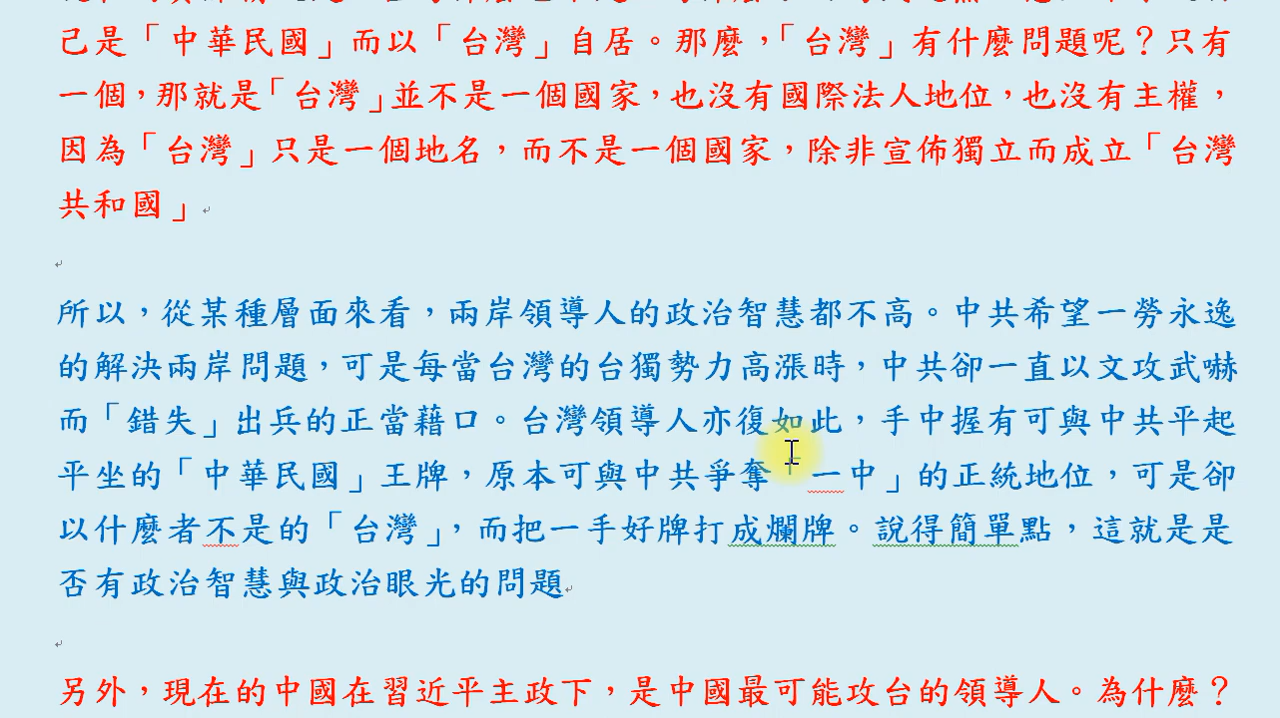 己是「中華民國」而以「台灣」自居。那麼，「台灣」有什麼問題呢？只有
一個，那就是「台灣」並不是一個國家，也沒有國際法人地位，也沒有主權，
因為「台灣」只是一個地名，而不是一個國家，除非宣佈獨立而成立「台灣
共和國」
所以，從某種層面來看，兩岸領導人的政治智慧都不高。中共希望一勞永逸
的解決兩岸問題，可是每當台灣的台獨勢力高漲時，中共卻一直以文攻武嚇
而「錯失」出兵的正當藉口。台灣領導人亦復如此，手中握有可與中共平起
平坐的「中華民國」王牌，原本可與中共爭奪「一中」的正統地位，可是卻
以什麼者不是的「台灣」，而把一手好牌打成爛牌。說得簡單點，這就是是
否有政治智慧與政治眼光的問題
另外，現在的中國在習近平主政下，是中國最可能攻台的領導人。為什麼？